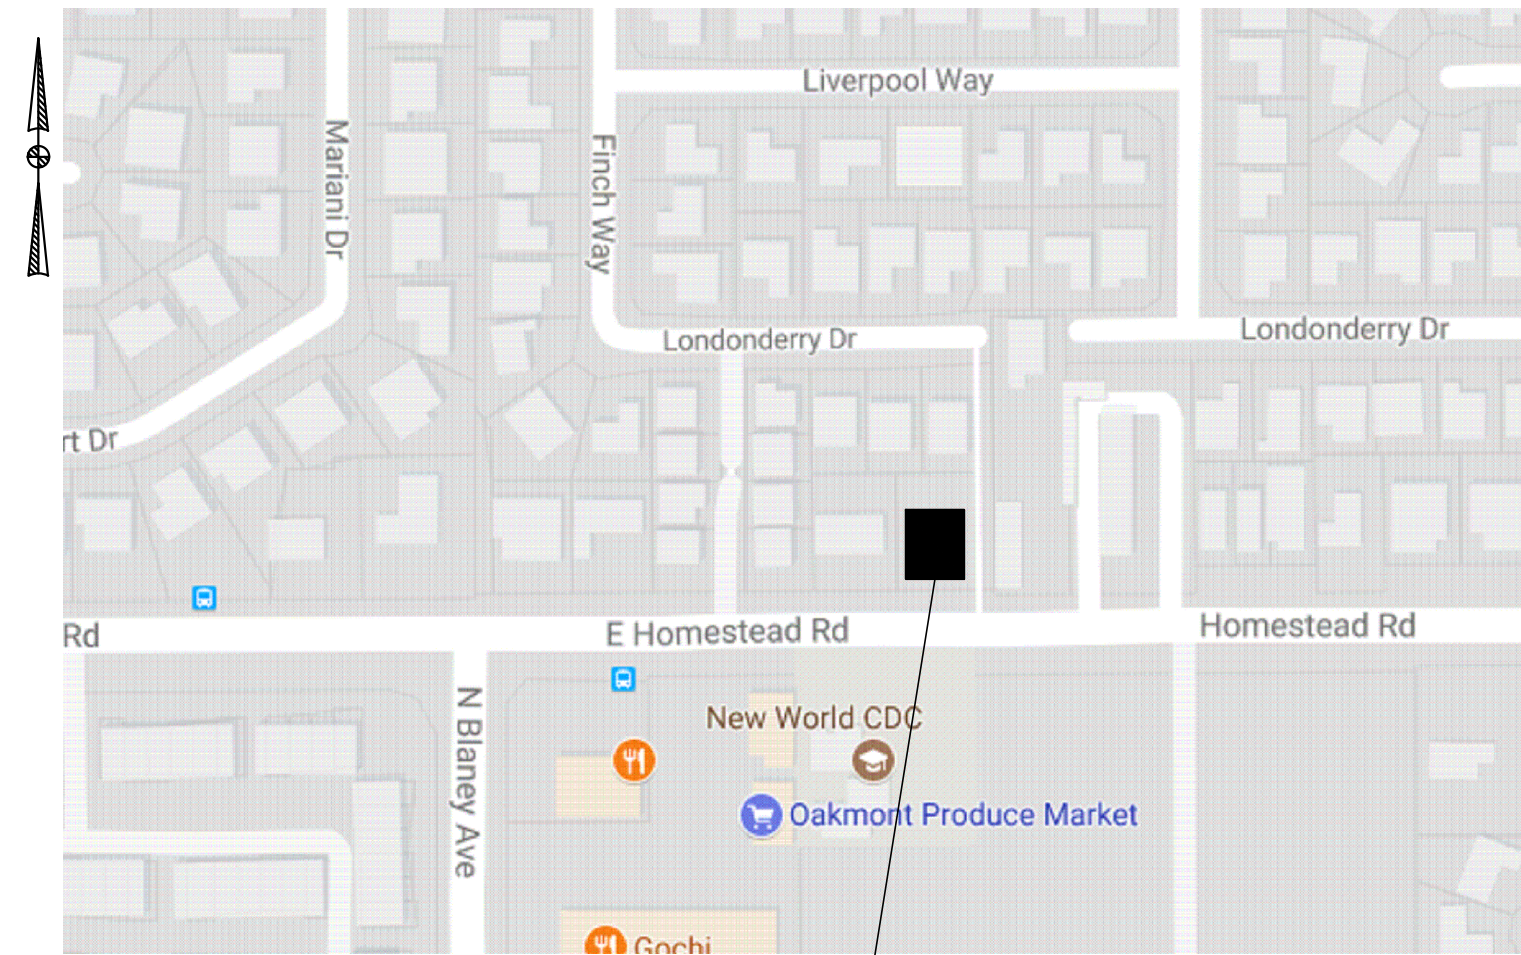 Liverpool Way
Mariani Dr
Finch Way
Londonderry Dr
Londonderry Dr
rt Dr
Rd
E Homestead Rd
Homestead Rd
N Blaney Ave
New World CDC
Oakmont Produce Market
Gochi